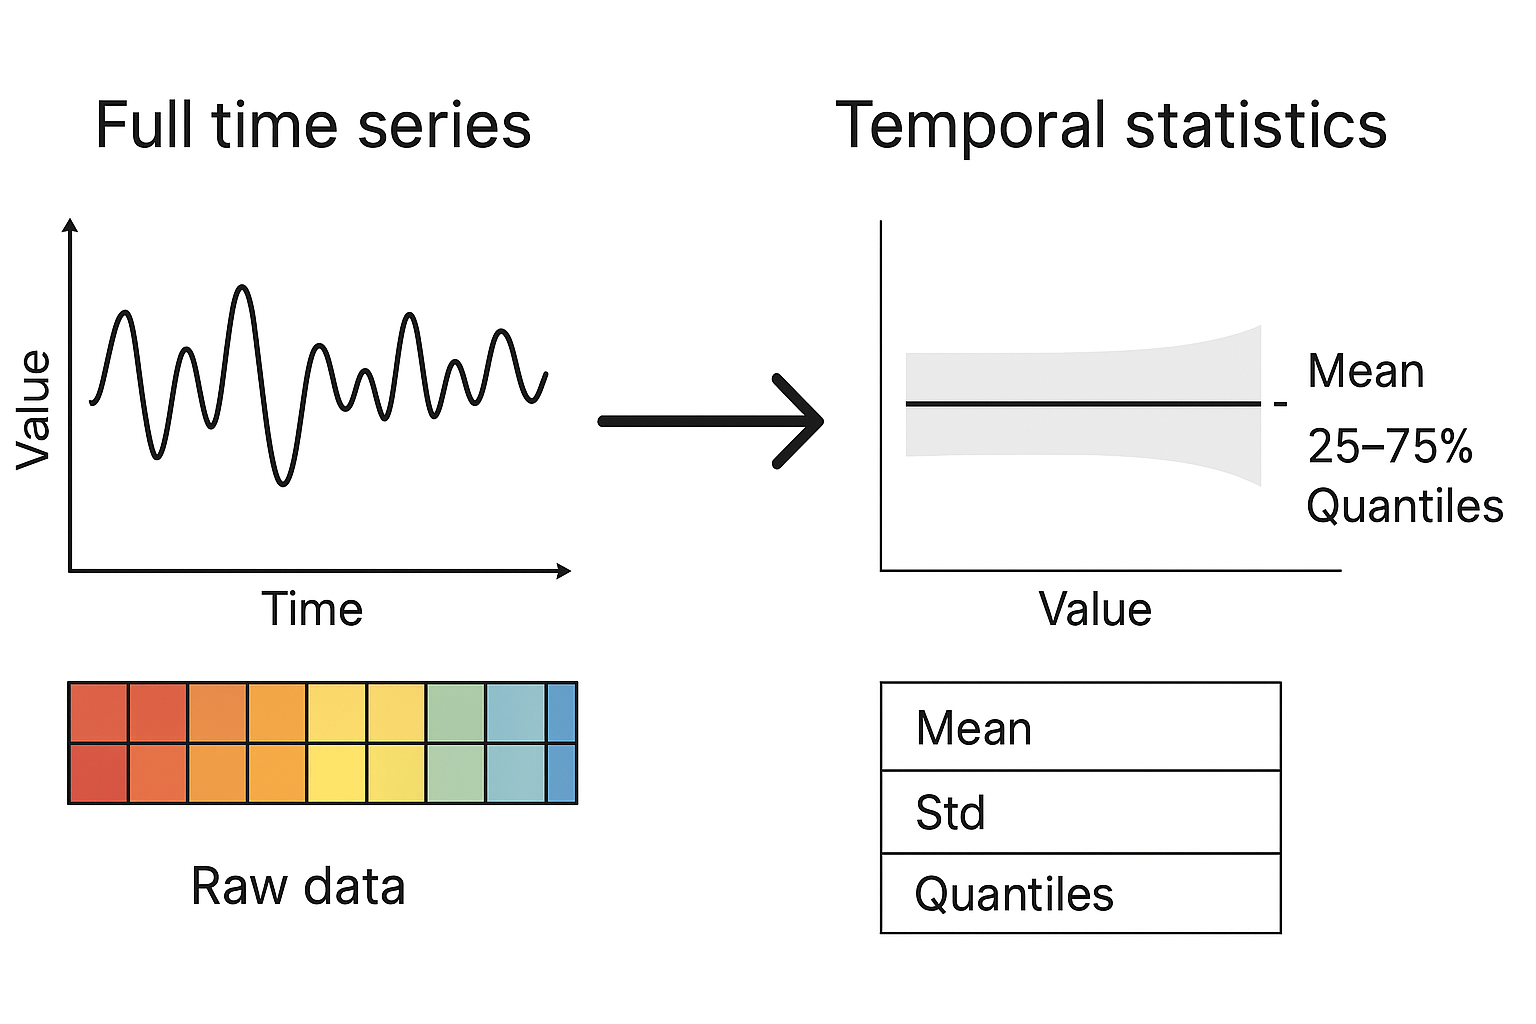 Full time series
Value
Time
Raw data
Temporal statistics
Mean
25–75%
Quantiles
Value
Mean
Std
Quantiles